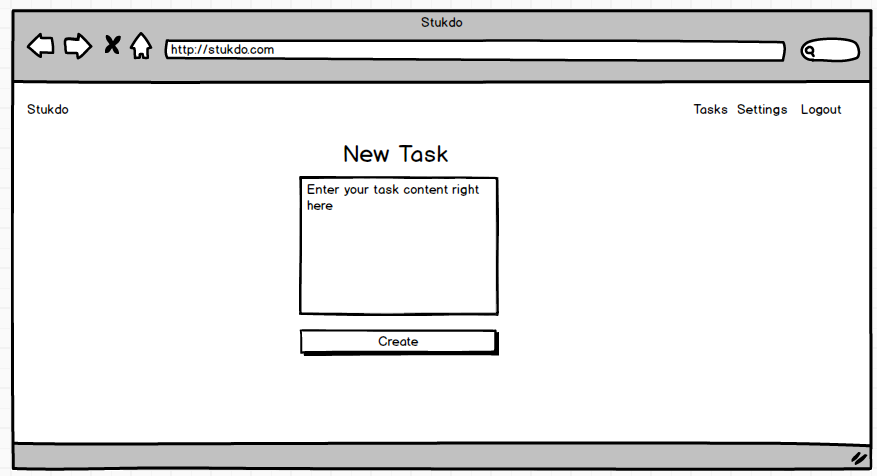 Stukdo
http://stukdo.com
Stukdo
Tasks Settings Logout
New Task
Enter your task content right
here
Create